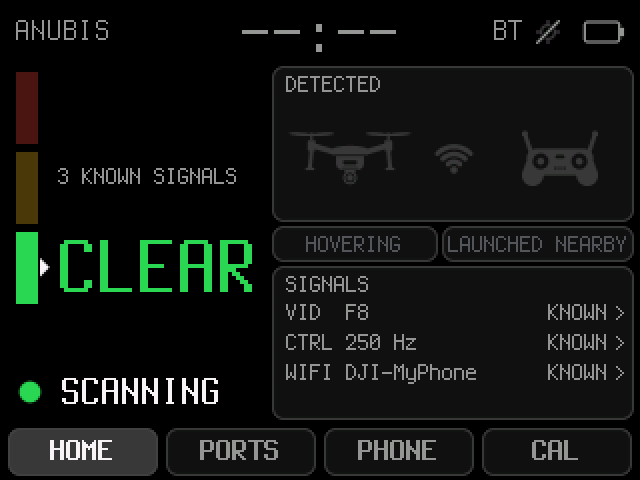 ANUBIS
--:--
BT
DETECTED
3 KNOWN SIGNALS
HOVERING
LAUNCHED NEARBY
CLEAR
SIGNALS
VID F8 KNOWN >
CTRL 250 Hz KNOWN >
WIFI DJI-MyPhone KNOWN >
SCANNING
HOME
PORTS
PHONE
CAL